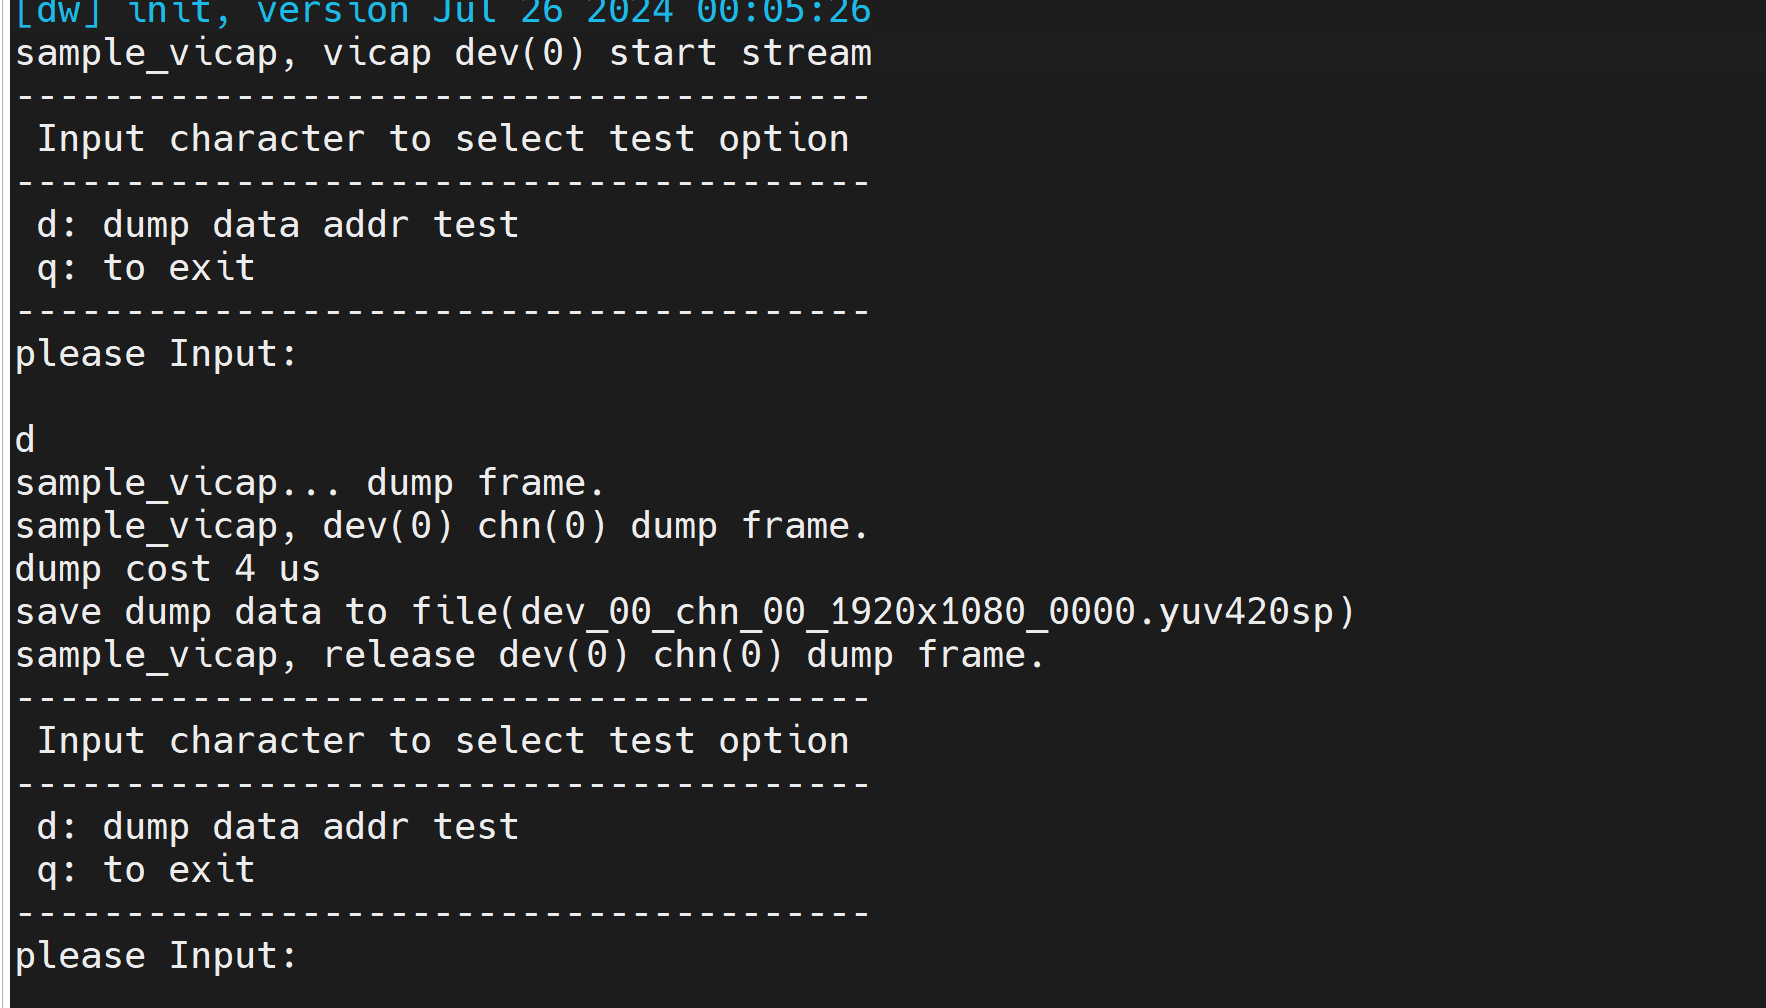 [dw] init, version Jul 26 2024 00:05:26
sample_vicap, vicap dev(0) start stream
---------------------------------------
 Input character to select test option
---------------------------------------
 d: dump data addr test
 q: to exit
---------------------------------------
please Input:

d
sample_vicap... dump frame.
sample_vicap, dev(0) chn(0) dump frame.
dump cost 4 us
save dump data to file(dev_00_chn_00_1920x1080_0000.yuv420sp)
sample_vicap, release dev(0) chn(0) dump frame.
---------------------------------------
 Input character to select test option
---------------------------------------
 d: dump data addr test
 q: to exit
---------------------------------------
please Input: